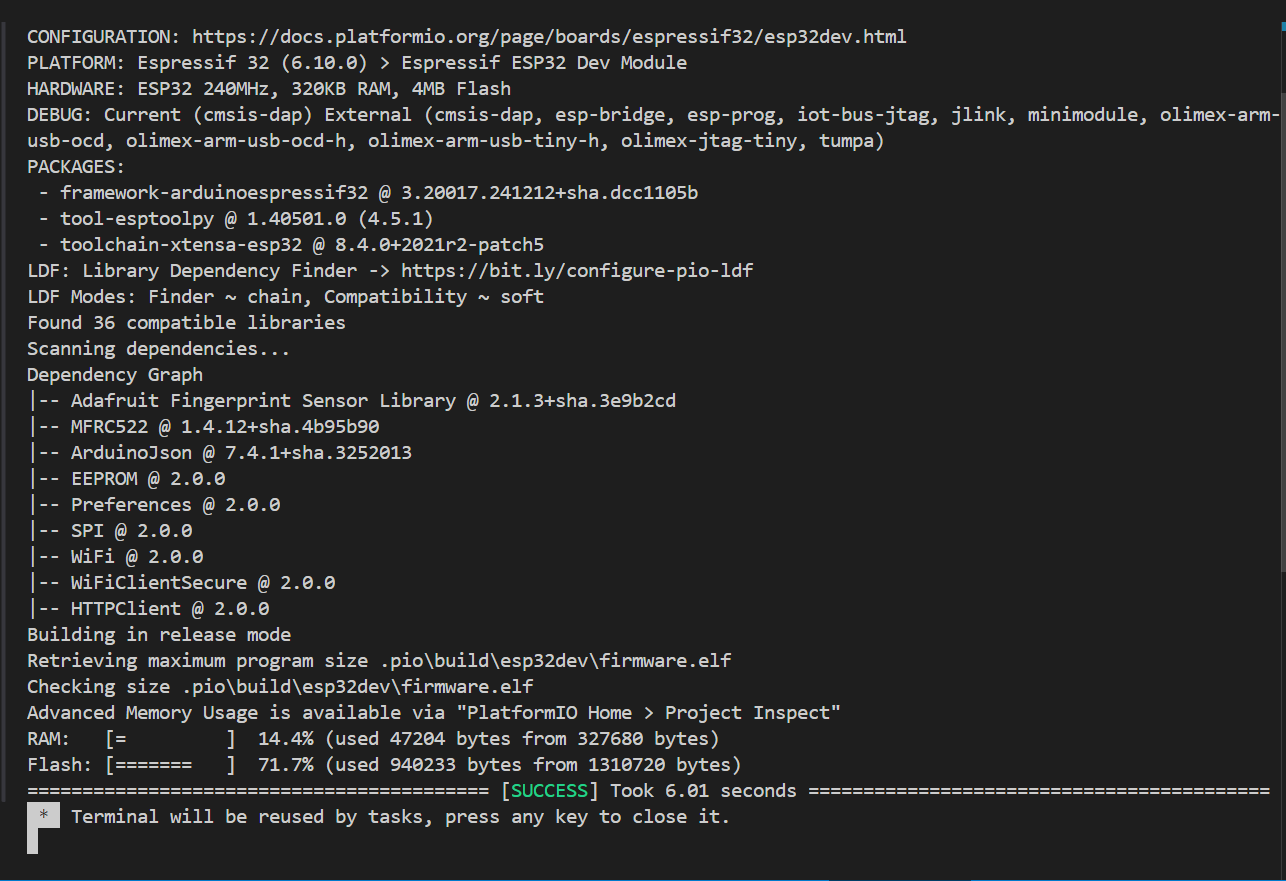 CONFIGURATION: https://docs.platformio.org/page/boards/espressif32/esp32dev.html
PLATFORM: Espressif 32 (6.10.0) > Espressif ESP32 Dev Module
HARDWARE: ESP32 240MHz, 320KB RAM, 4MB Flash
DEBUG: Current (cmsis-dap) External (cmsis-dap, esp-bridge, esp-prog, iot-bus-jtag, jlink, minimodule, olimex-arm-
usb-ocd, olimex-arm-usb-ocd-h, olimex-arm-usb-tiny-h, olimex-jtag-tiny, tumpa)
PACKAGES:
 - framework-arduinoespressif32 @ 3.20017.241212+sha.dcc1105b
 - tool-esptoolpy @ 1.40501.0 (4.5.1)
 - toolchain-xtensa-esp32 @ 8.4.0+2021r2-patch5
LDF: Library Dependency Finder -> https://bit.ly/configure-pio-ldf
LDF Modes: Finder ~ chain, Compatibility ~ soft
Found 36 compatible libraries
Scanning dependencies...
Dependency Graph
|-- Adafruit Fingerprint Sensor Library @ 2.1.3+sha.3e9b2cd
|-- MFRC522 @ 1.4.12+sha.4b95b90
|-- ArduinoJson @ 7.4.1+sha.3252013
|-- EEPROM @ 2.0.0
|-- Preferences @ 2.0.0
|-- SPI @ 2.0.0
|-- WiFi @ 2.0.0
|-- WiFiClientSecure @ 2.0.0
|-- HTTPClient @ 2.0.0
Building in release mode
Retrieving maximum program size .pio\build\esp32dev\firmware.elf
Checking size .pio\build\esp32dev\firmware.elf
Advanced Memory Usage is available via "PlatformIO Home > Project Inspect"
RAM:   [=         ]  14.4% (used 47204 bytes from 327680 bytes)
Flash: [=======   ]  71.7% (used 940233 bytes from 1310720 bytes)
========================================== [SUCCESS] Took 6.01 seconds ==========================================
 *  Terminal will be reused by tasks, press any key to close it.